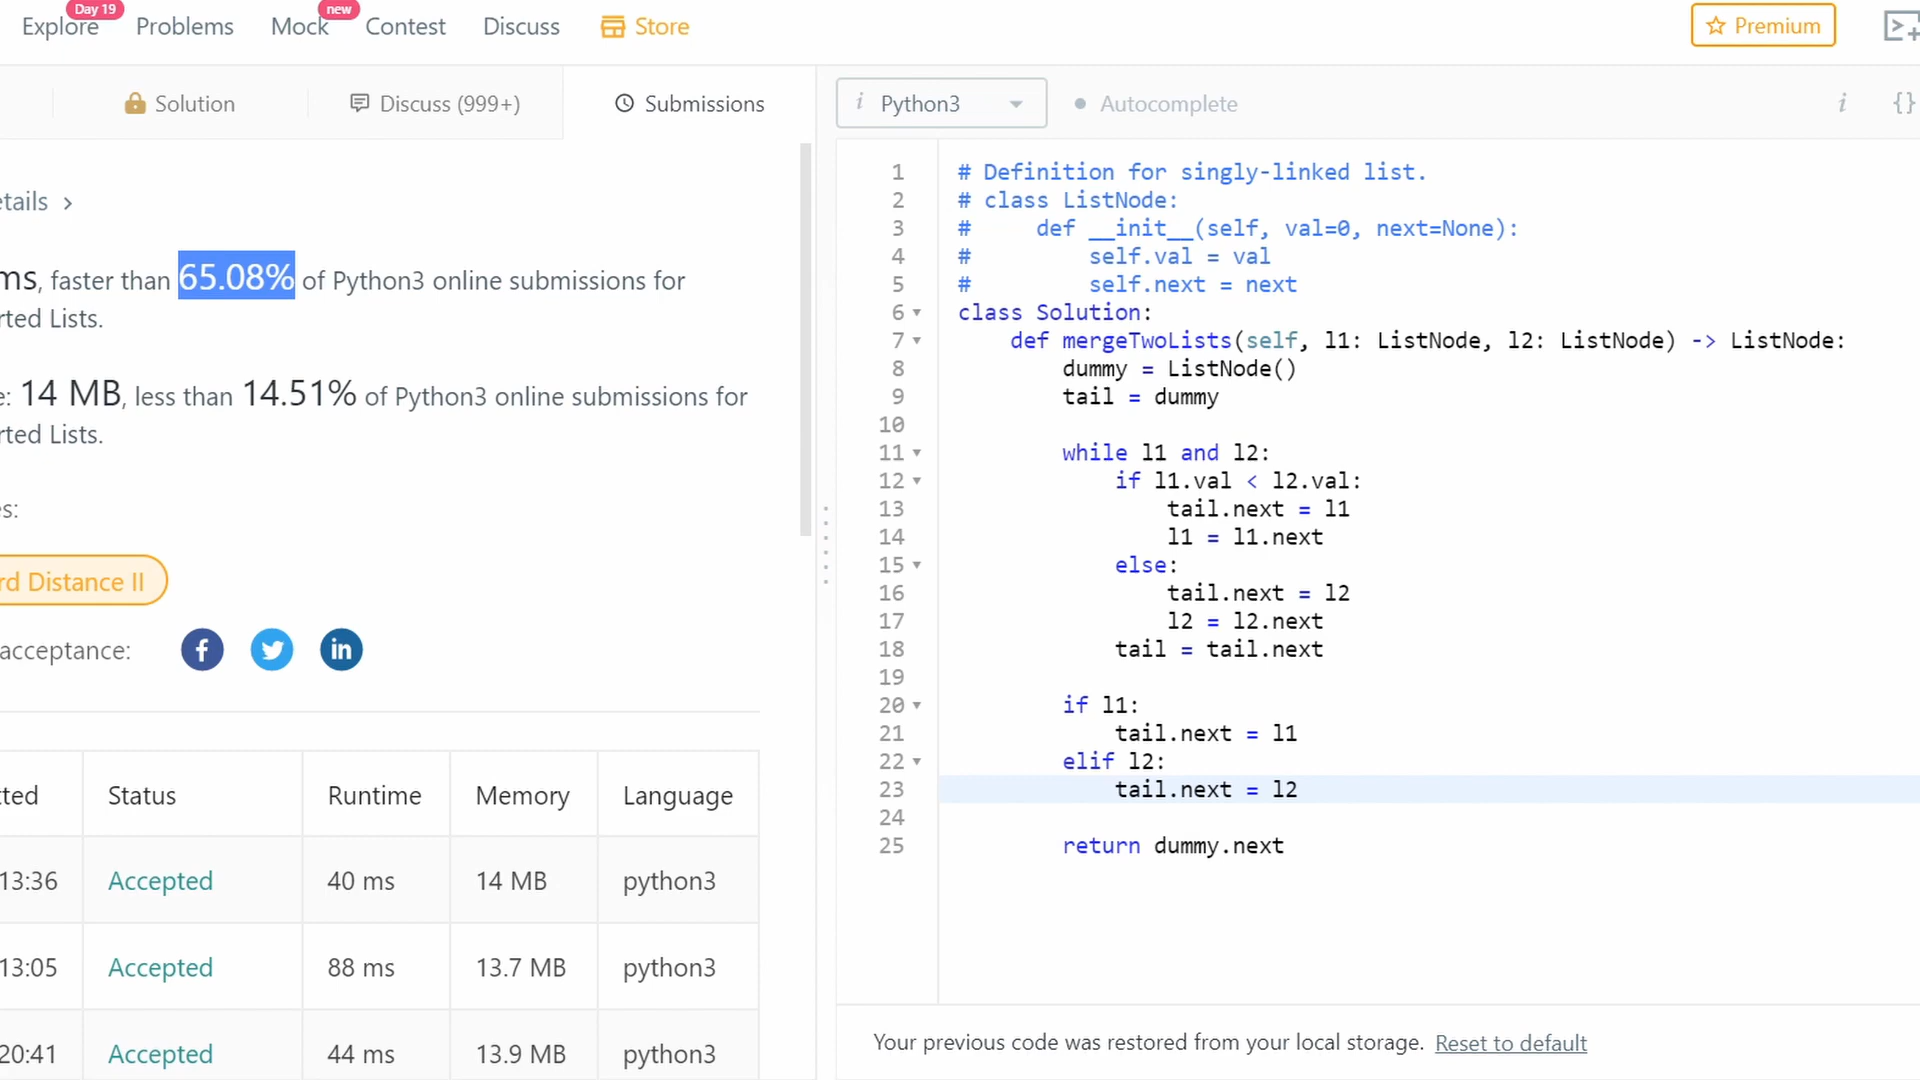 Explore Day 19 Problems Mock new Contest Discuss Store Premium
Solution Discuss (999+) Submissions
etails >
ms, faster than 65.08% of Python3 online submissions for
rted Lists.
e: 14 MB, less than 14.51% of Python3 online submissions for
rted Lists.
es:
rd Distance II
acceptance:
tted Status Runtime Memory Language
13:36 Accepted 40 ms 14 MB python3
13:05 Accepted 88 ms 13.7 MB python3
20:41 Accepted 44 ms 13.9 MB python3
i Python3 Autocomplete i {}
1 # Definition for singly-linked list.
2 # class ListNode:
3 #     def __init__(self, val=0, next=None):
4 #         self.val = val
5 #         self.next = next
6 class Solution:
7     def mergeTwoLists(self, l1: ListNode, l2: ListNode) -> ListNode:
8         dummy = ListNode()
9         tail = dummy
10
11         while l1 and l2:
12             if l1.val < l2.val:
13                 tail.next = l1
14                 l1 = l1.next
15             else:
16                 tail.next = l2
17                 l2 = l2.next
18             tail = tail.next
19
20         if l1:
21             tail.next = l1
22         elif l2:
23             tail.next = l2
24
25         return dummy.next
Your previous code was restored from your local storage. Reset to default